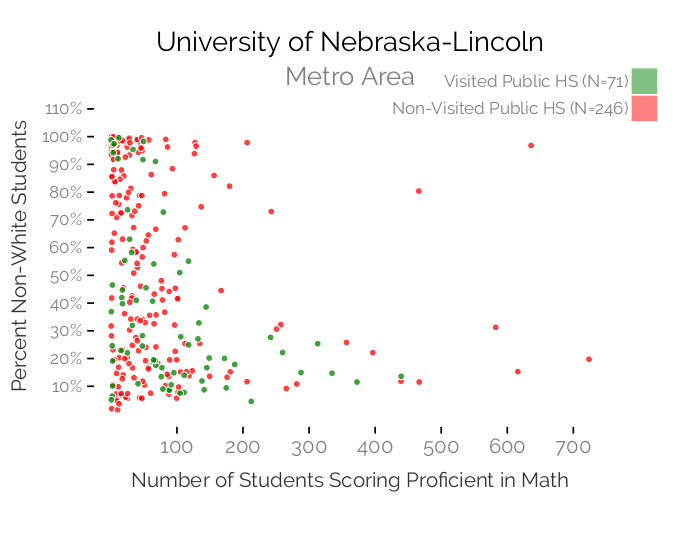 University of Nebraska-Lincoln
Metro Area
Visited Public HS (N=71)
Non-Visited Public HS (N=246)
Percent Non-White Students
110%
100%
90%
80%
70%
60%
50%
40%
30%
20%
10%
100 200 300 400 500 600 700
Number of Students Scoring Proficient in Math